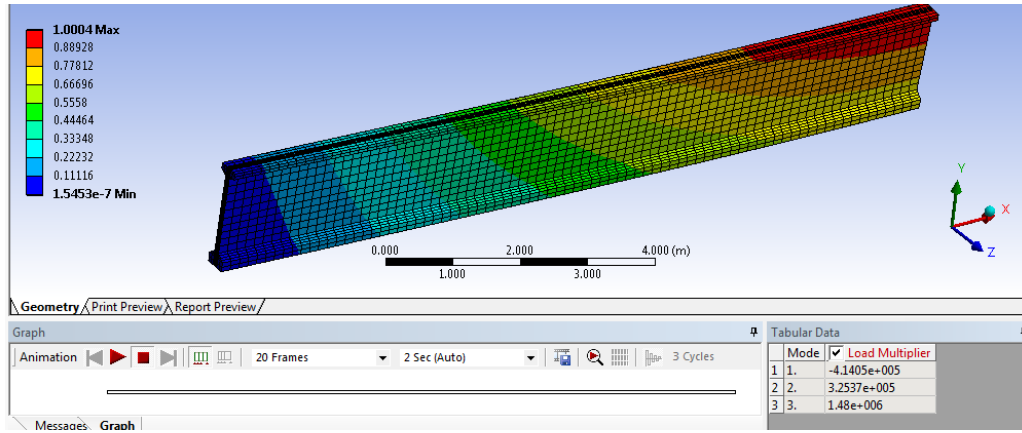 1.0004 Max
0.88928
0.77812
0.66696
0.5558
0.44464
0.33348
0.22232
0.11116
1.5453e-7 Min
Y
X
Z
0.000 2.000 4.000 (m)
1.000 3.000
Geometry Print Preview Report Preview
Graph
Animation 20 Frames 2 Sec (Auto) 3 Cycles
Messages Graph
Tabular Data
Mode Load Multiplier
1 1. -4.1405e+005
2 2. 3.2537e+005
3 3. 1.48e+006